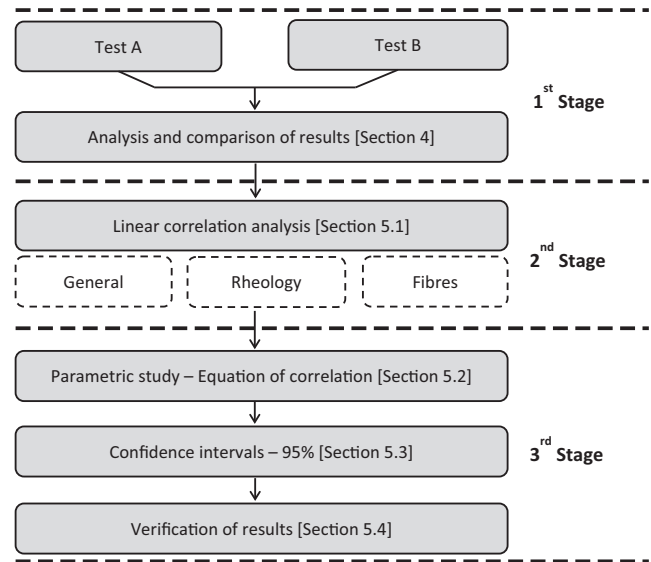 Test A
Test B
1st Stage
Analysis and comparison of results [Section 4]
Linear correlation analysis [Section 5.1]
2nd Stage
General
Rheology
Fibres
Parametric study – Equation of correlation [Section 5.2]
Confidence intervals – 95% [Section 5.3]
3rd Stage
Verification of results [Section 5.4]